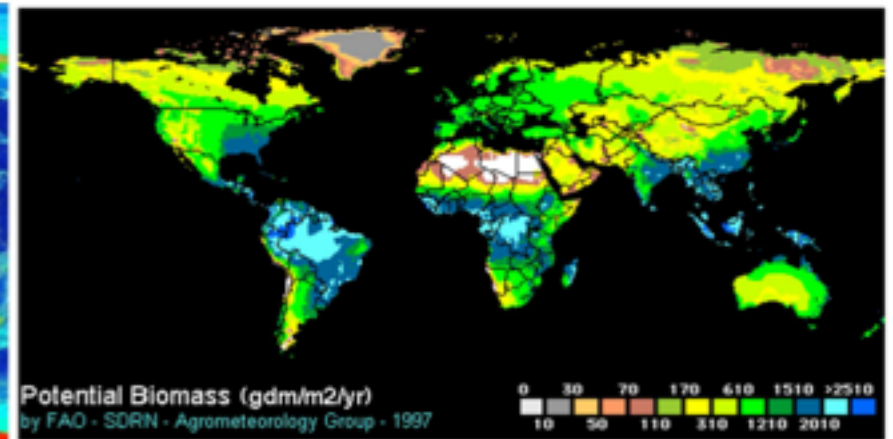 Potential Biomass (gdm/m2/yr)
by FAO - SDRN - Agrometeorology Group - 1997
0 30 70 170 610 1510 >2510
10 50 110 310 1210 2010